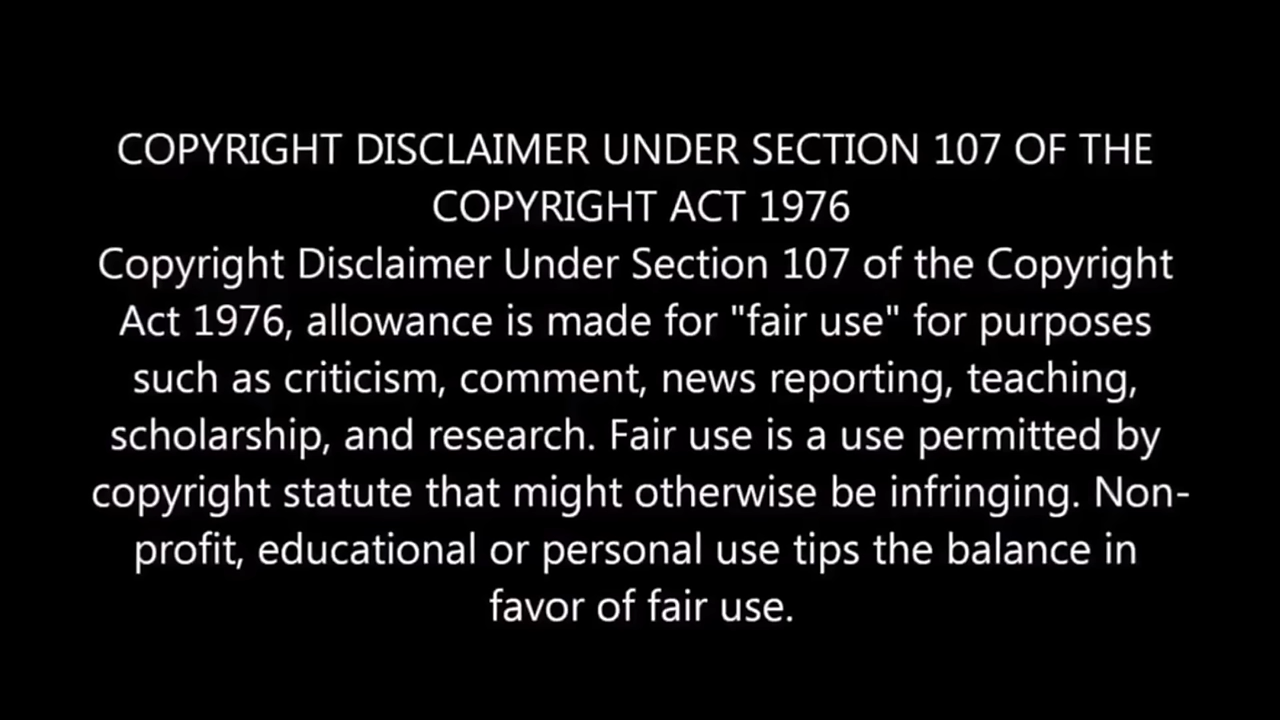 COPYRIGHT DISCLAIMER UNDER SECTION 107 OF THE
COPYRIGHT ACT 1976
Copyright Disclaimer Under Section 107 of the Copyright
Act 1976, allowance is made for "fair use" for purposes
such as criticism, comment, news reporting, teaching,
scholarship, and research. Fair use is a use permitted by
copyright statute that might otherwise be infringing. Non-
profit, educational or personal use tips the balance in
favor of fair use.